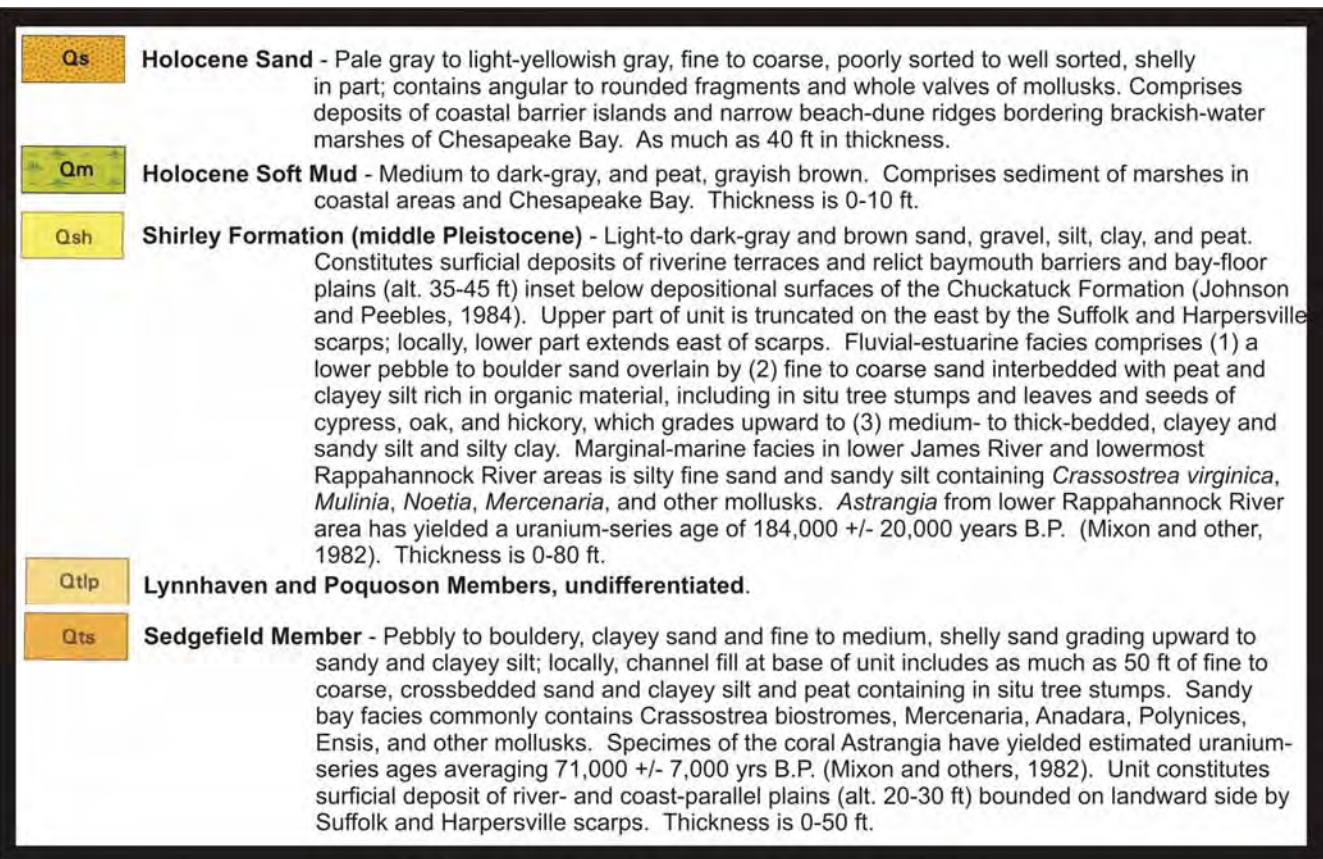 Qs
Holocene Sand - Pale gray to light-yellowish gray, fine to coarse, poorly sorted to well sorted, shelly
in part; contains angular to rounded fragments and whole valves of mollusks. Comprises
deposits of coastal barrier islands and narrow beach-dune ridges bordering brackish-water
marshes of Chesapeake Bay. As much as 40 ft in thickness.
Qm
Holocene Soft Mud - Medium to dark-gray, and peat, grayish brown. Comprises sediment of marshes in
coastal areas and Chesapeake Bay. Thickness is 0-10 ft.
Qsh
Shirley Formation (middle Pleistocene) - Light-to dark-gray and brown sand, gravel, silt, clay, and peat.
Constitutes surficial deposits of riverine terraces and relict baymouth barriers and bay-floor
plains (alt. 35-45 ft) inset below depositional surfaces of the Chuckatuck Formation (Johnson
and Peebles, 1984). Upper part of unit is truncated on the east by the Suffolk and Harpersville
scarps; locally, lower part extends east of scarps. Fluvial-estuarine facies comprises (1) a
lower pebble to boulder sand overlain by (2) fine to coarse sand interbedded with peat and
clayey silt rich in organic material, including in situ tree stumps and leaves and seeds of
cypress, oak, and hickory, which grades upward to (3) medium- to thick-bedded, clayey and
sandy silt and silty clay. Marginal-marine facies in lower James River and lowermost
Rappahannock River areas is silty fine sand and sandy silt containing Crassostrea virginica,
Mulinia, Noetia, Mercenaria, and other mollusks. Astrangia from lower Rappahannock River
area has yielded a uranium-series age of 184,000 +/- 20,000 years B.P. (Mixon and other,
1982). Thickness is 0-80 ft.
Qtlp
Lynnhaven and Poquoson Members, undifferentiated.
Qts
Sedgefield Member - Pebbly to bouldery, clayey sand and fine to medium, shelly sand grading upward to
sandy and clayey silt; locally, channel fill at base of unit includes as much as 50 ft of fine to
coarse, crossbedded sand and clayey silt and peat containing in situ tree stumps. Sandy
bay facies commonly contains Crassostrea biostromes, Mercenaria, Anadara, Polynices,
Ensis, and other mollusks. Specimes of the coral Astrangia have yielded estimated uranium-
series ages averaging 71,000 +/- 7,000 yrs B.P. (Mixon and others, 1982). Unit constitutes
surficial deposit of river- and coast-parallel plains (alt. 20-30 ft) bounded on landward side by
Suffolk and Harpersville scarps. Thickness is 0-50 ft.